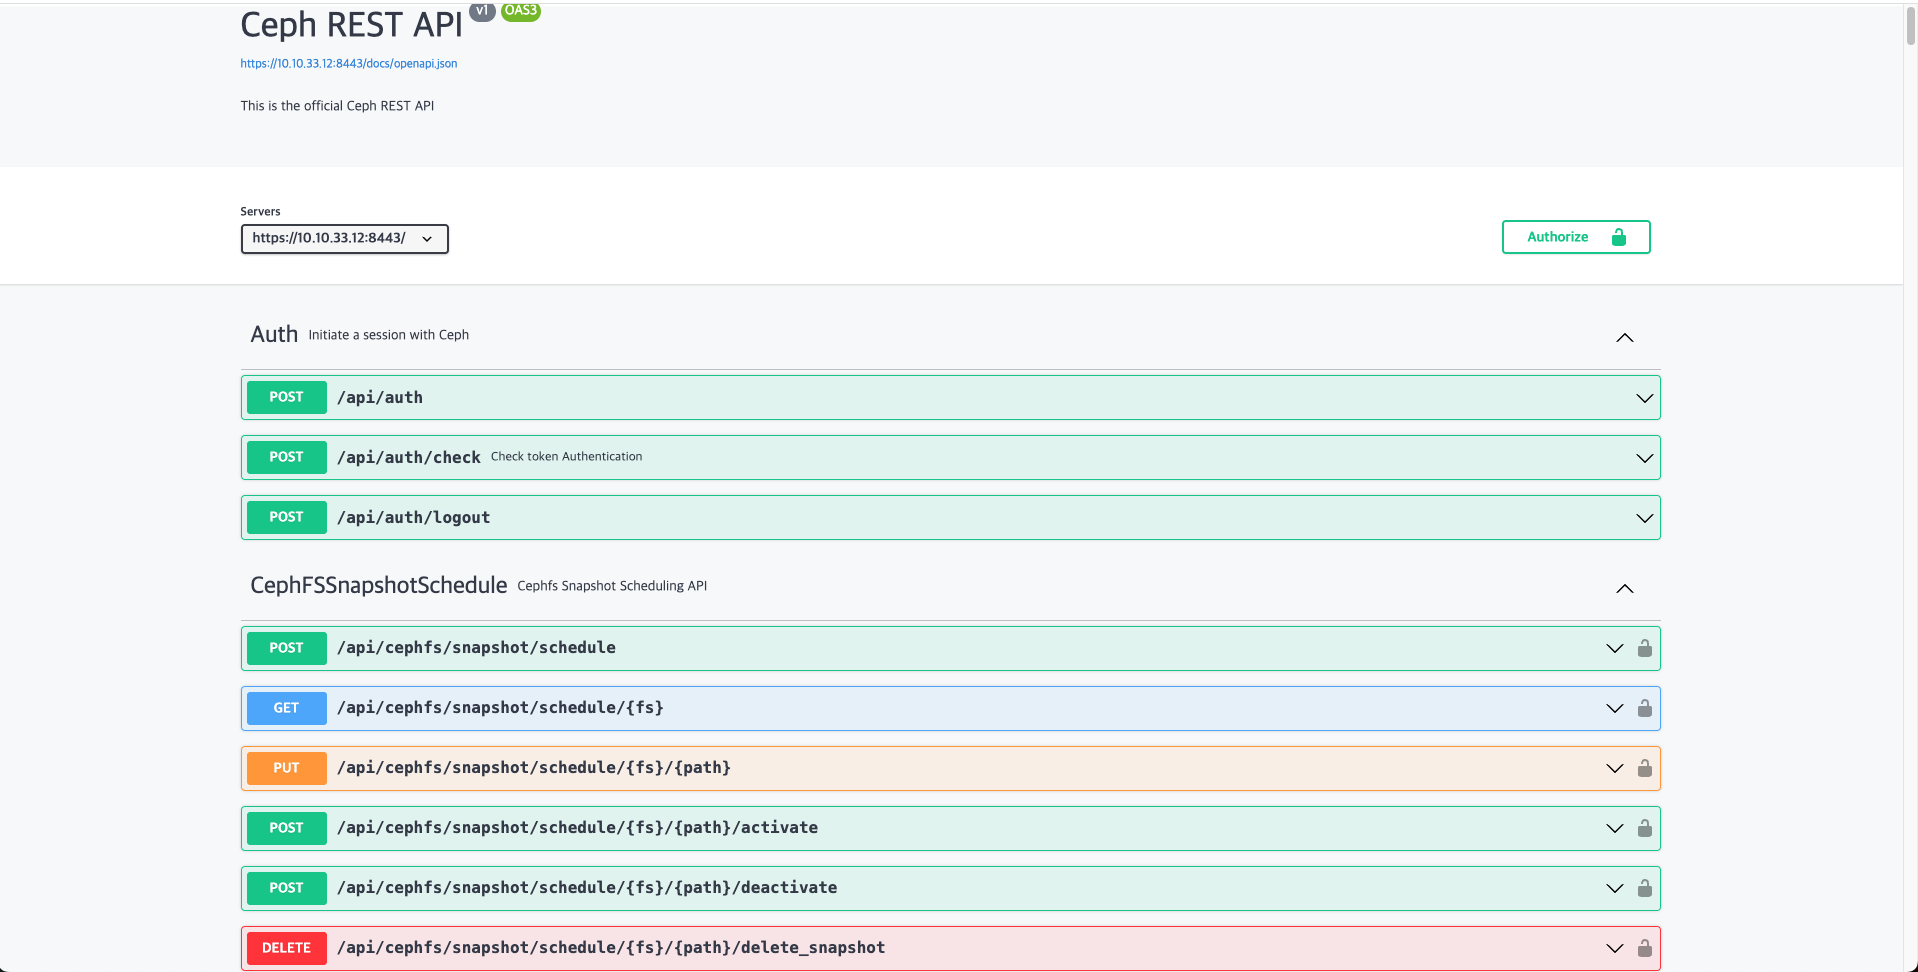 Ceph REST API v1 OAS3
https://10.10.33.12:8443/docs/openapi.json
This is the official Ceph REST API
Servers
https://10.10.33.12:8443/
Authorize
Auth Initiate a session with Ceph
POST /api/auth
POST /api/auth/check Check token Authentication
POST /api/auth/logout
CephFSSnapshotSchedule Cephfs Snapshot Scheduling API
POST /api/cephfs/snapshot/schedule
GET /api/cephfs/snapshot/schedule/{fs}
PUT /api/cephfs/snapshot/schedule/{fs}/{path}
POST /api/cephfs/snapshot/schedule/{fs}/{path}/activate
POST /api/cephfs/snapshot/schedule/{fs}/{path}/deactivate
DELETE /api/cephfs/snapshot/schedule/{fs}/{path}/delete_snapshot